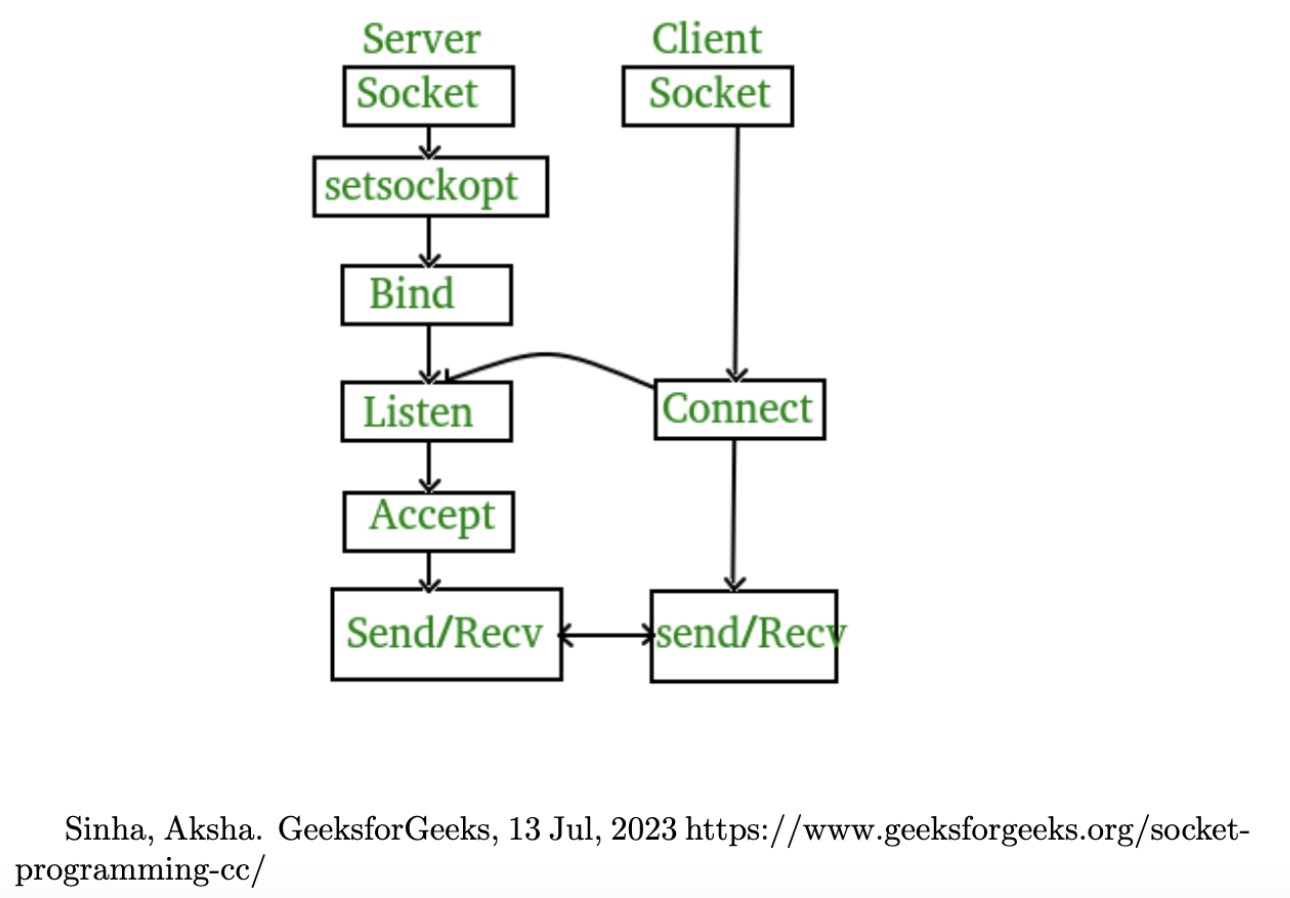 Server
Client
Socket
Socket
setsockopt
Bind
Listen
Connect
Accept
Send/Recv
send/Recv
Sinha, Aksha. GeeksforGeeks, 13 Jul, 2023 https://www.geeksforgeeks.org/socket-
programming-cc/